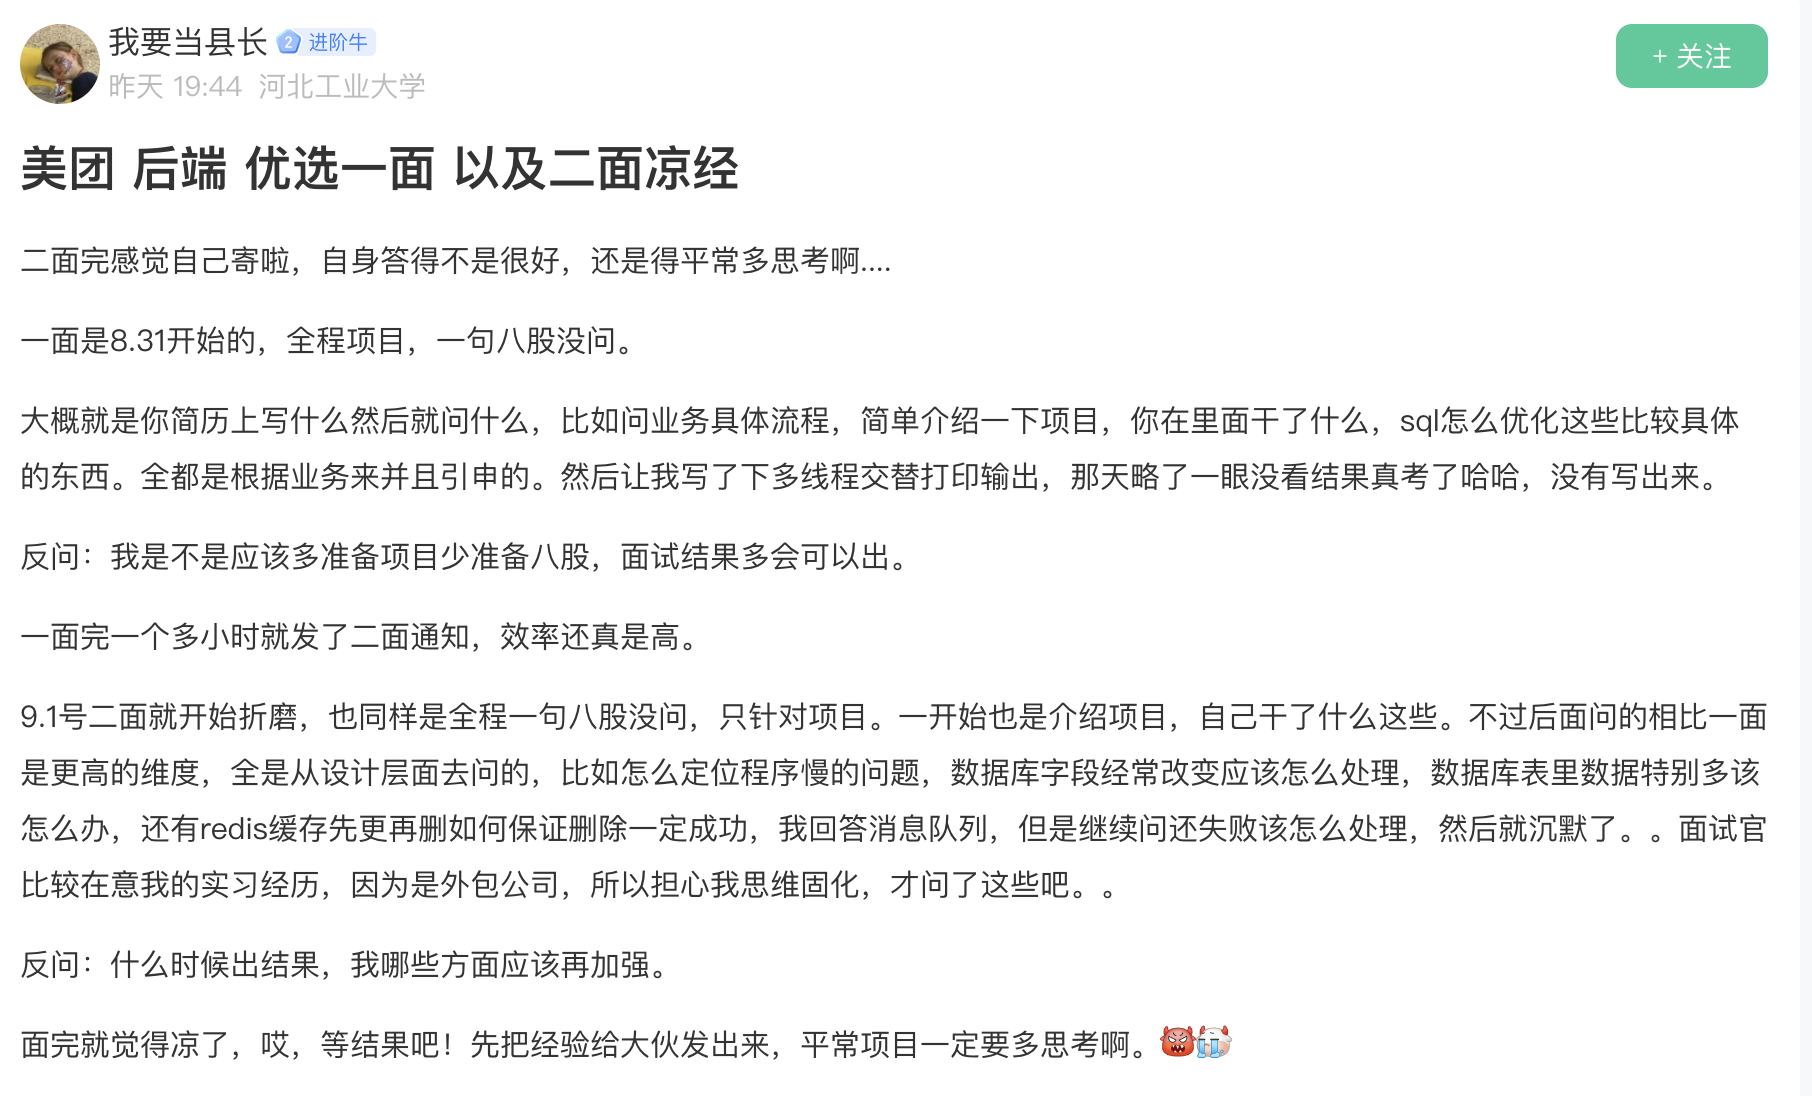 我要当县长 2 进阶牛
+ 关注
昨天 19:44 河北工业大学
美团 后端 优选一面 以及二面凉经
二面完感觉自己寄啦，自身答得不是很好，还是得平常多思考啊....
一面是8.31开始的，全程项目，一句八股没问。
大概就是你简历上写什么然后就问什么，比如问业务具体流程，简单介绍一下项目，你在里面干了什么，sql怎么优化这些比较具体
的东西。全都是根据业务来并且引申的。然后让我写了下多线程交替打印输出，那天略了一眼没看结果真考了哈哈，没有写出来。
反问：我是不是应该多准备项目少准备八股，面试结果多会可以出。
一面完一个多小时就发了二面通知，效率还真是高。
9.1号二面就开始折磨，也同样是全程一句八股没问，只针对项目。一开始也是介绍项目，自己干了什么这些。不过后面问的相比一面
是更高的维度，全是从设计层面去问的，比如怎么定位程序慢的问题，数据库字段经常改变应该怎么处理，数据库表里数据特别多该
怎么办，还有redis缓存先更再删如何保证删除一定成功，我回答消息队列，但是继续问还失败该怎么处理，然后就沉默了。。面试官
比较在意我的实习经历，因为是外包公司，所以担心我思维固化，才问了这些吧。。
反问：什么时候出结果，我哪些方面应该再加强。
面完就觉得凉了，哎，等结果吧！先把经验给大伙发出来，平常项目一定要多思考啊。